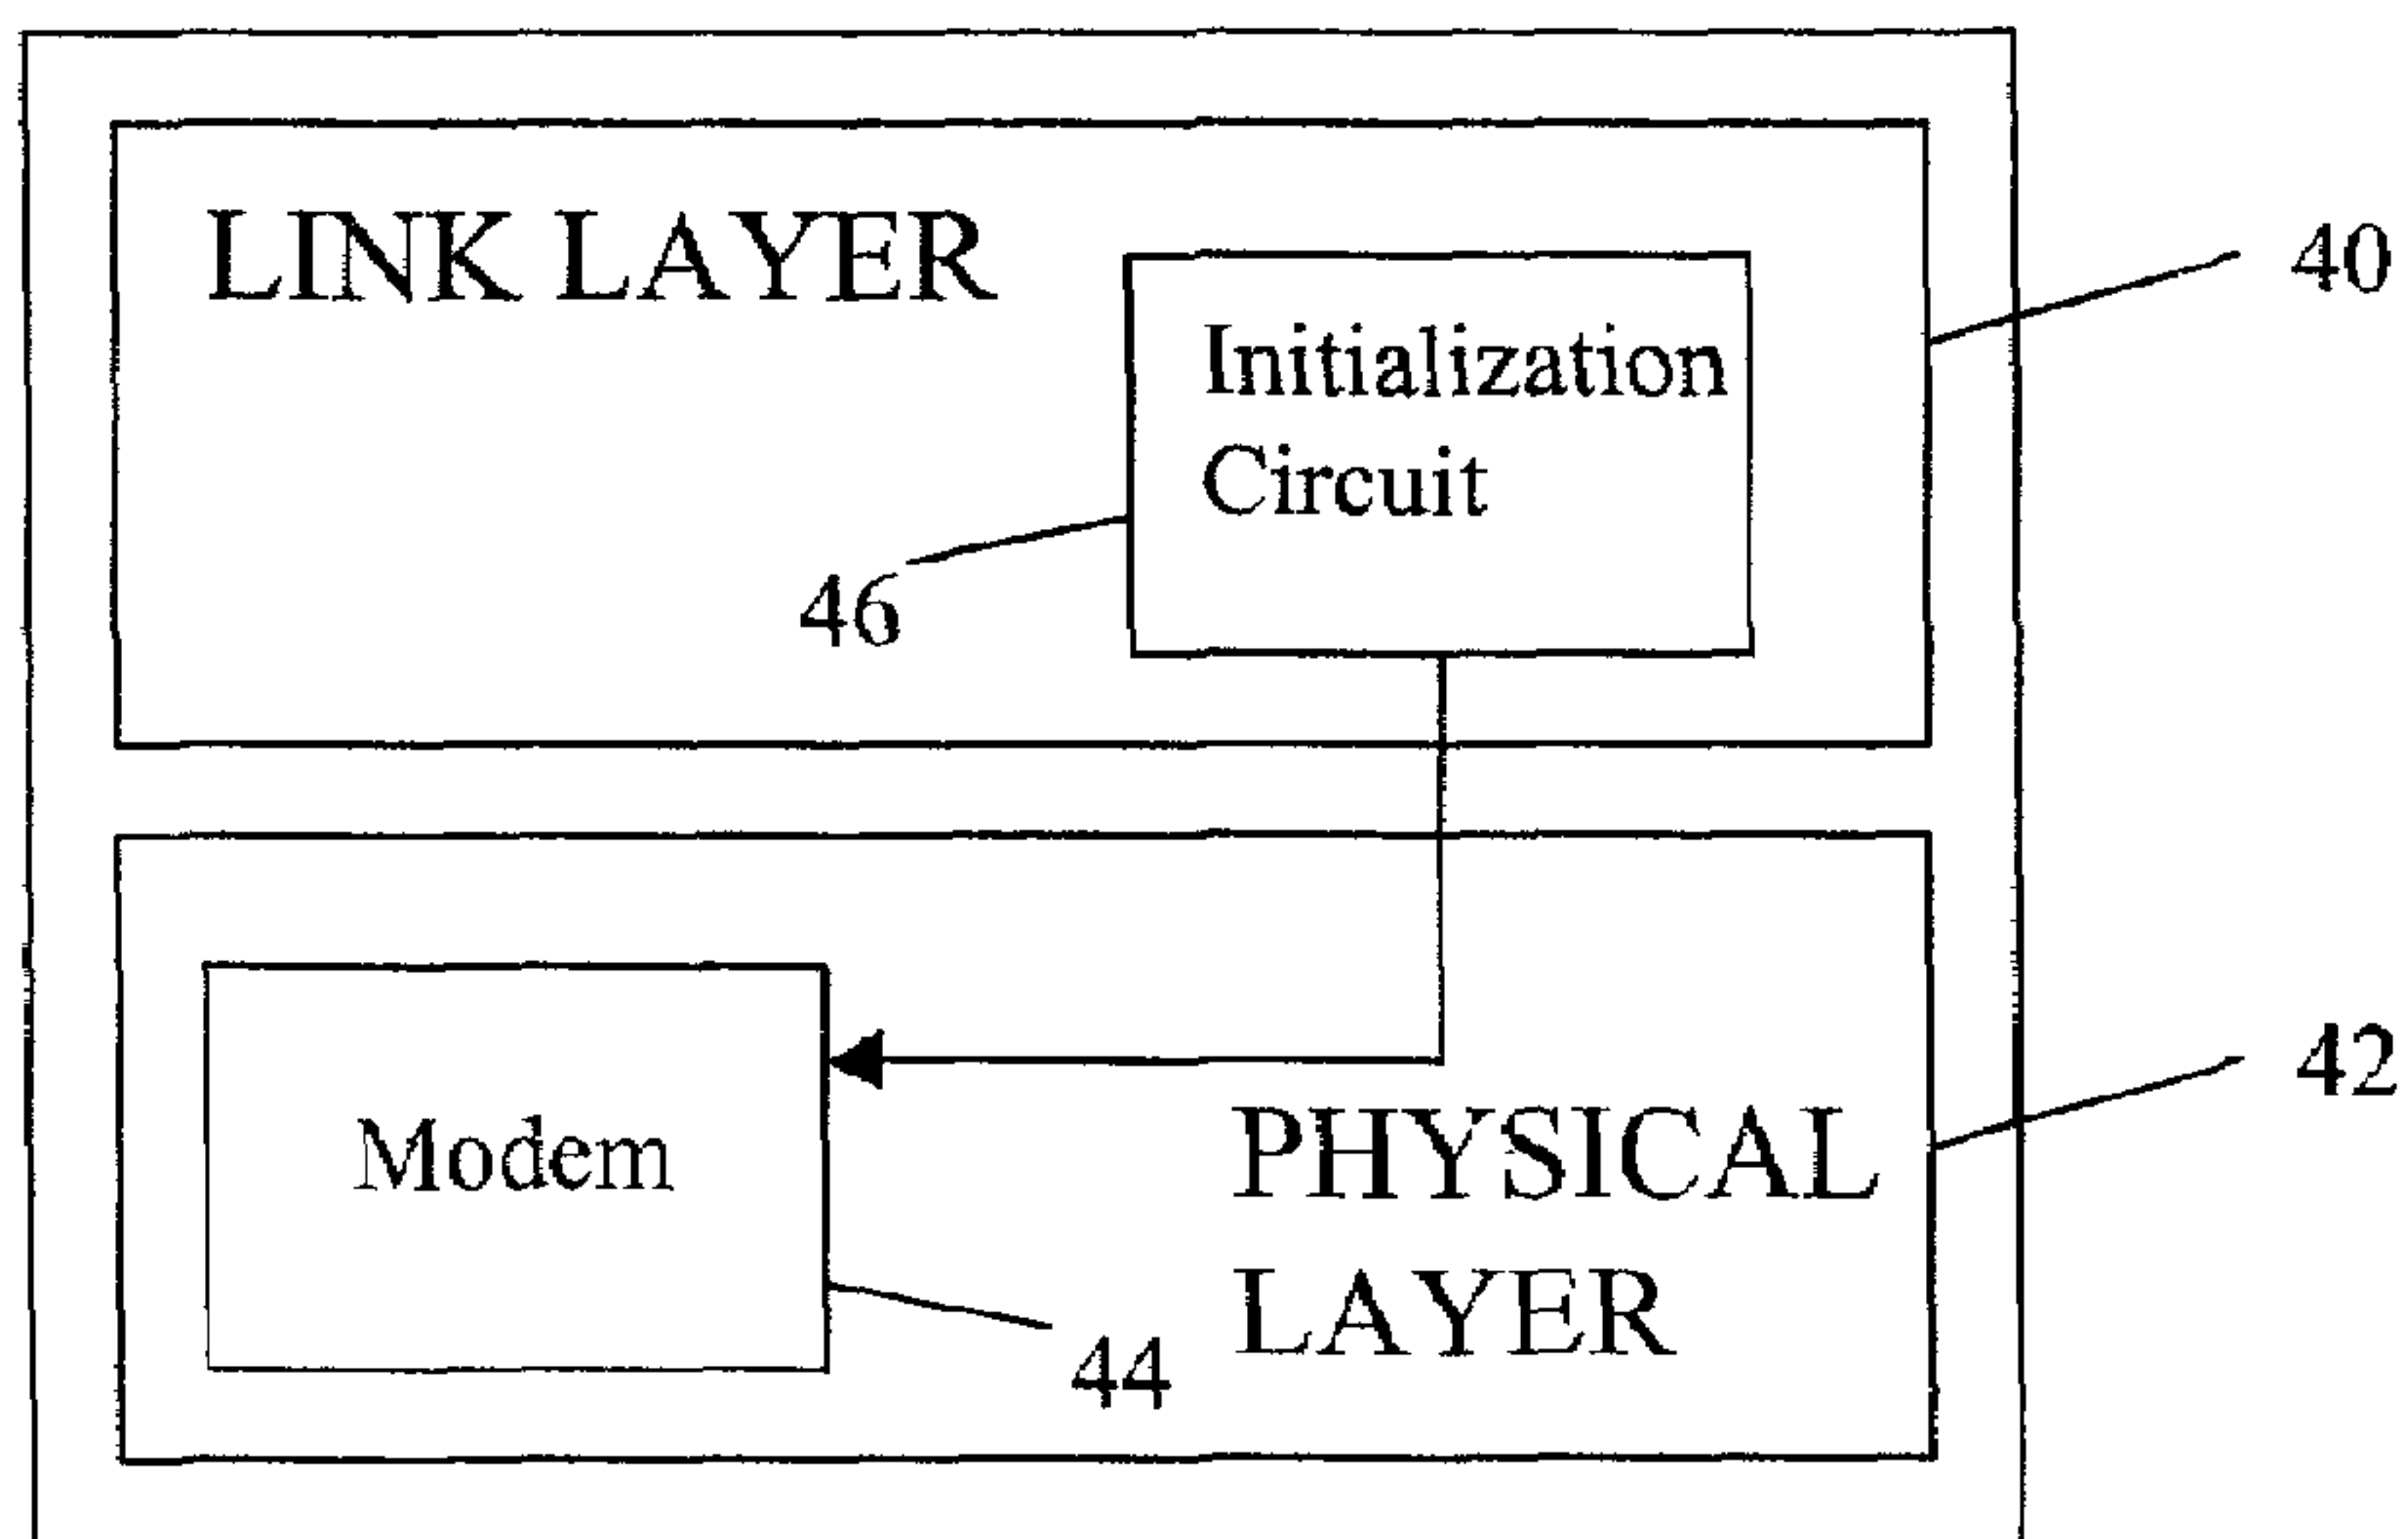 LINK LAYER
40
Initialization
Circuit
46
42
Modem
PHYSICAL
LAYER
44